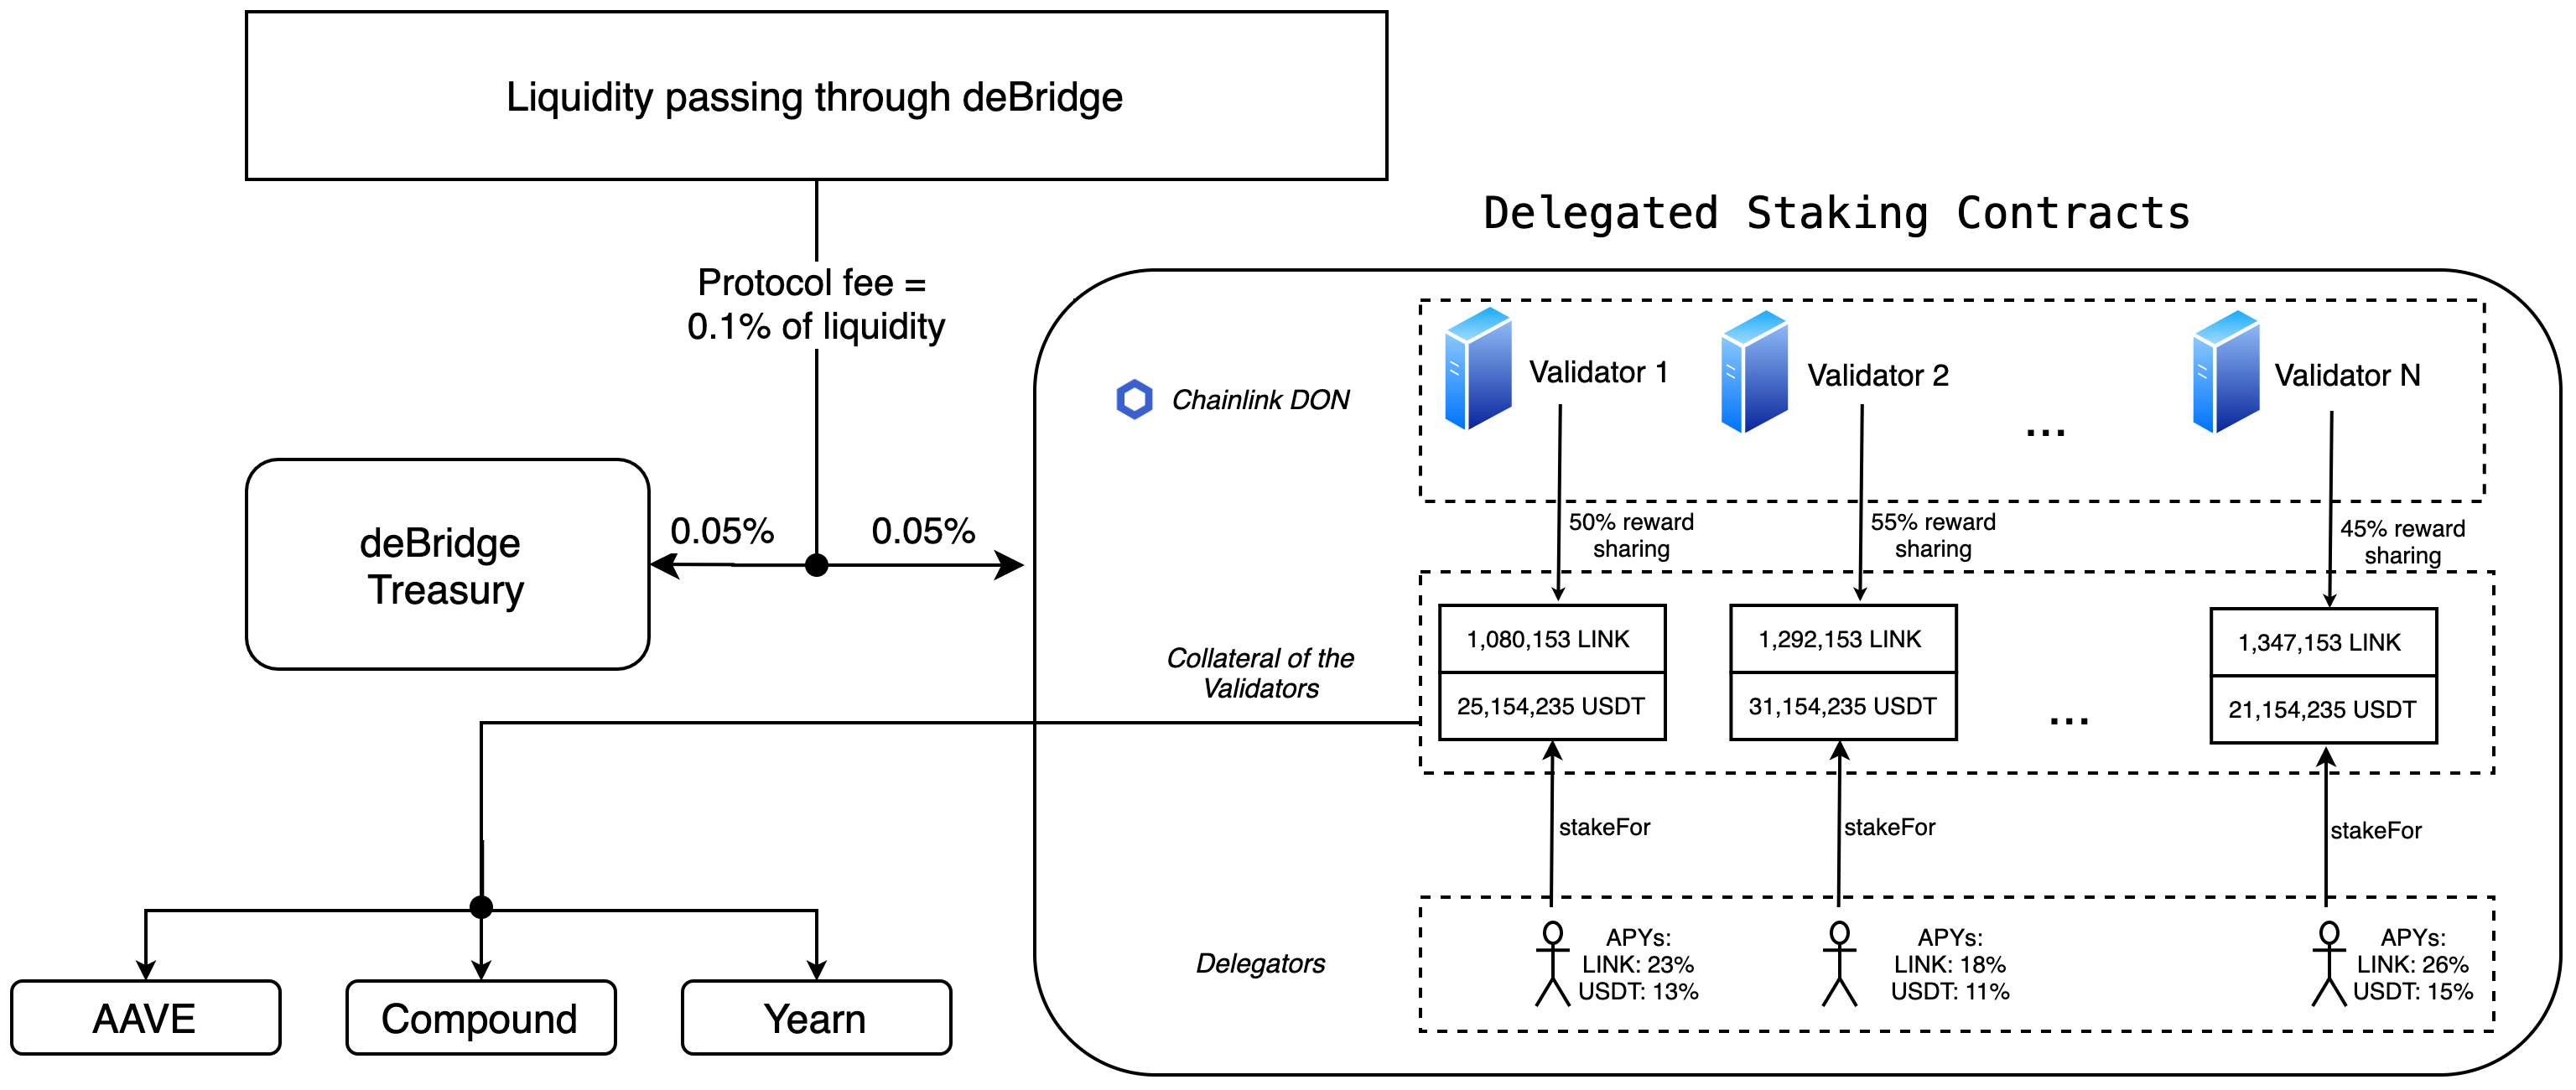 Liquidity passing through deBridge
Protocol fee =
0.1% of liquidity
deBridge
Treasury
0.05%
0.05%
AAVE
Compound
Yearn
Delegated Staking Contracts
Chainlink DON
Validator 1
Validator 2
...
Validator N
50% reward
sharing
55% reward
sharing
45% reward
sharing
Collateral of the
Validators
1,080,153 LINK
25,154,235 USDT
1,292,153 LINK
31,154,235 USDT
...
1,347,153 LINK
21,154,235 USDT
stakeFor
stakeFor
stakeFor
Delegators
APYs:
LINK: 23%
USDT: 13%
APYs:
LINK: 18%
USDT: 11%
APYs:
LINK: 26%
USDT: 15%